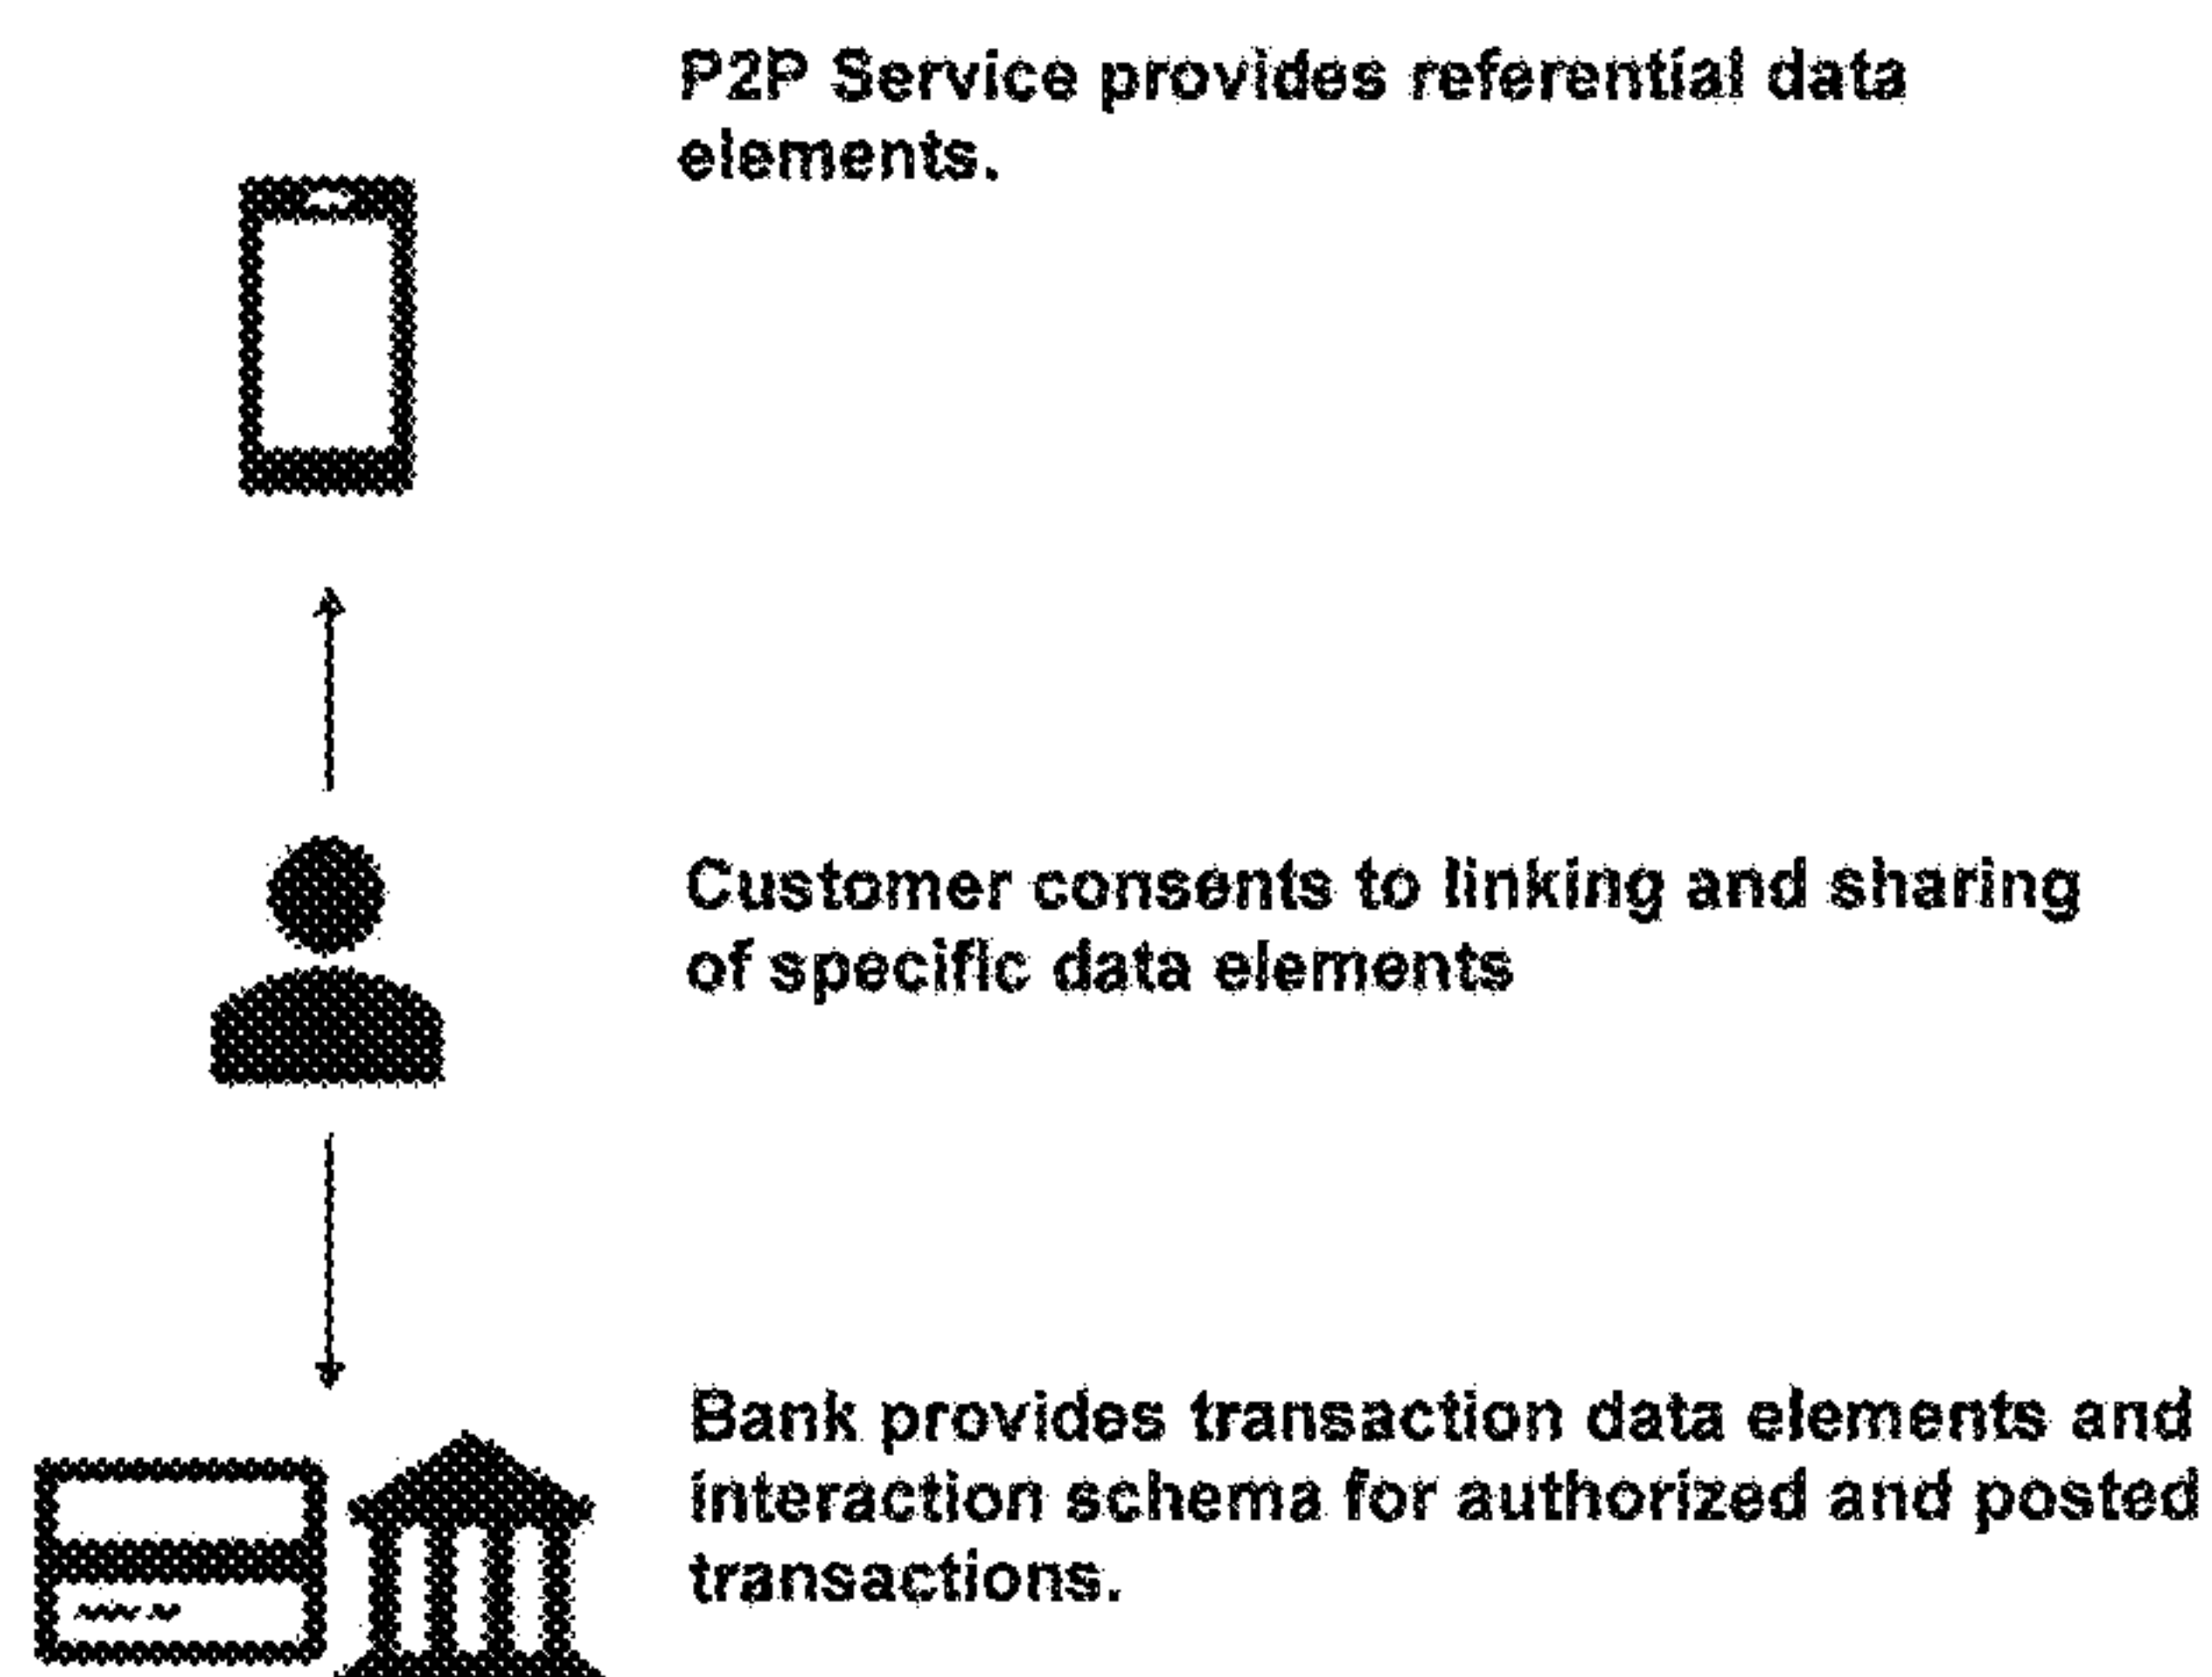 P2P Service provides referential data
elements.
Customer consents to linking and sharing
of specific data elements
Bank provides transaction data elements and
interaction schema for authorized and posted
transactions.